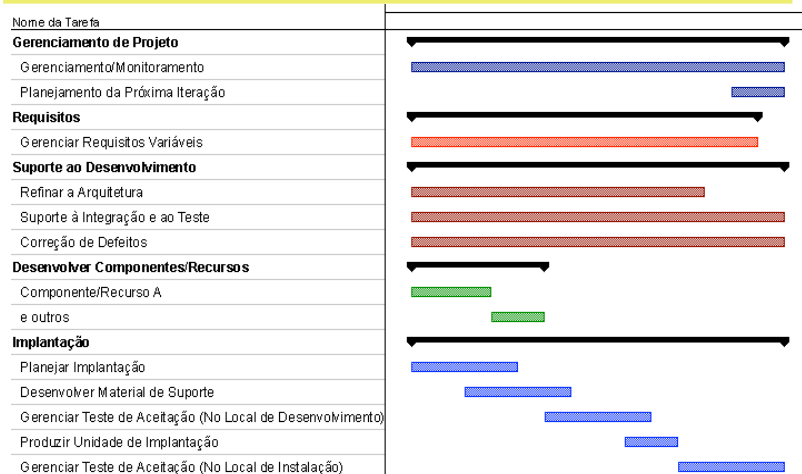 Nome da Tarefa
Gerenciamento de Projeto
Gerenciamento/Monitoramento
Planejamento da Próxima Iteração
Requisitos
Gerenciar Requisitos Variáveis
Suporte ao Desenvolvimento
Refinar a Arquitetura
Suporte à Integração e ao Teste
Correção de Defeitos
Desenvolver Componentes/Recursos
Componente/Recurso A
e outros
Implantação
Planejar Implantação
Desenvolver Material de Suporte
Gerenciar Teste de Aceitação (No Local de Desenvolvimento)
Produzir Unidade de Implantação
Gerenciar Teste de Aceitação (No Local de Instalação)